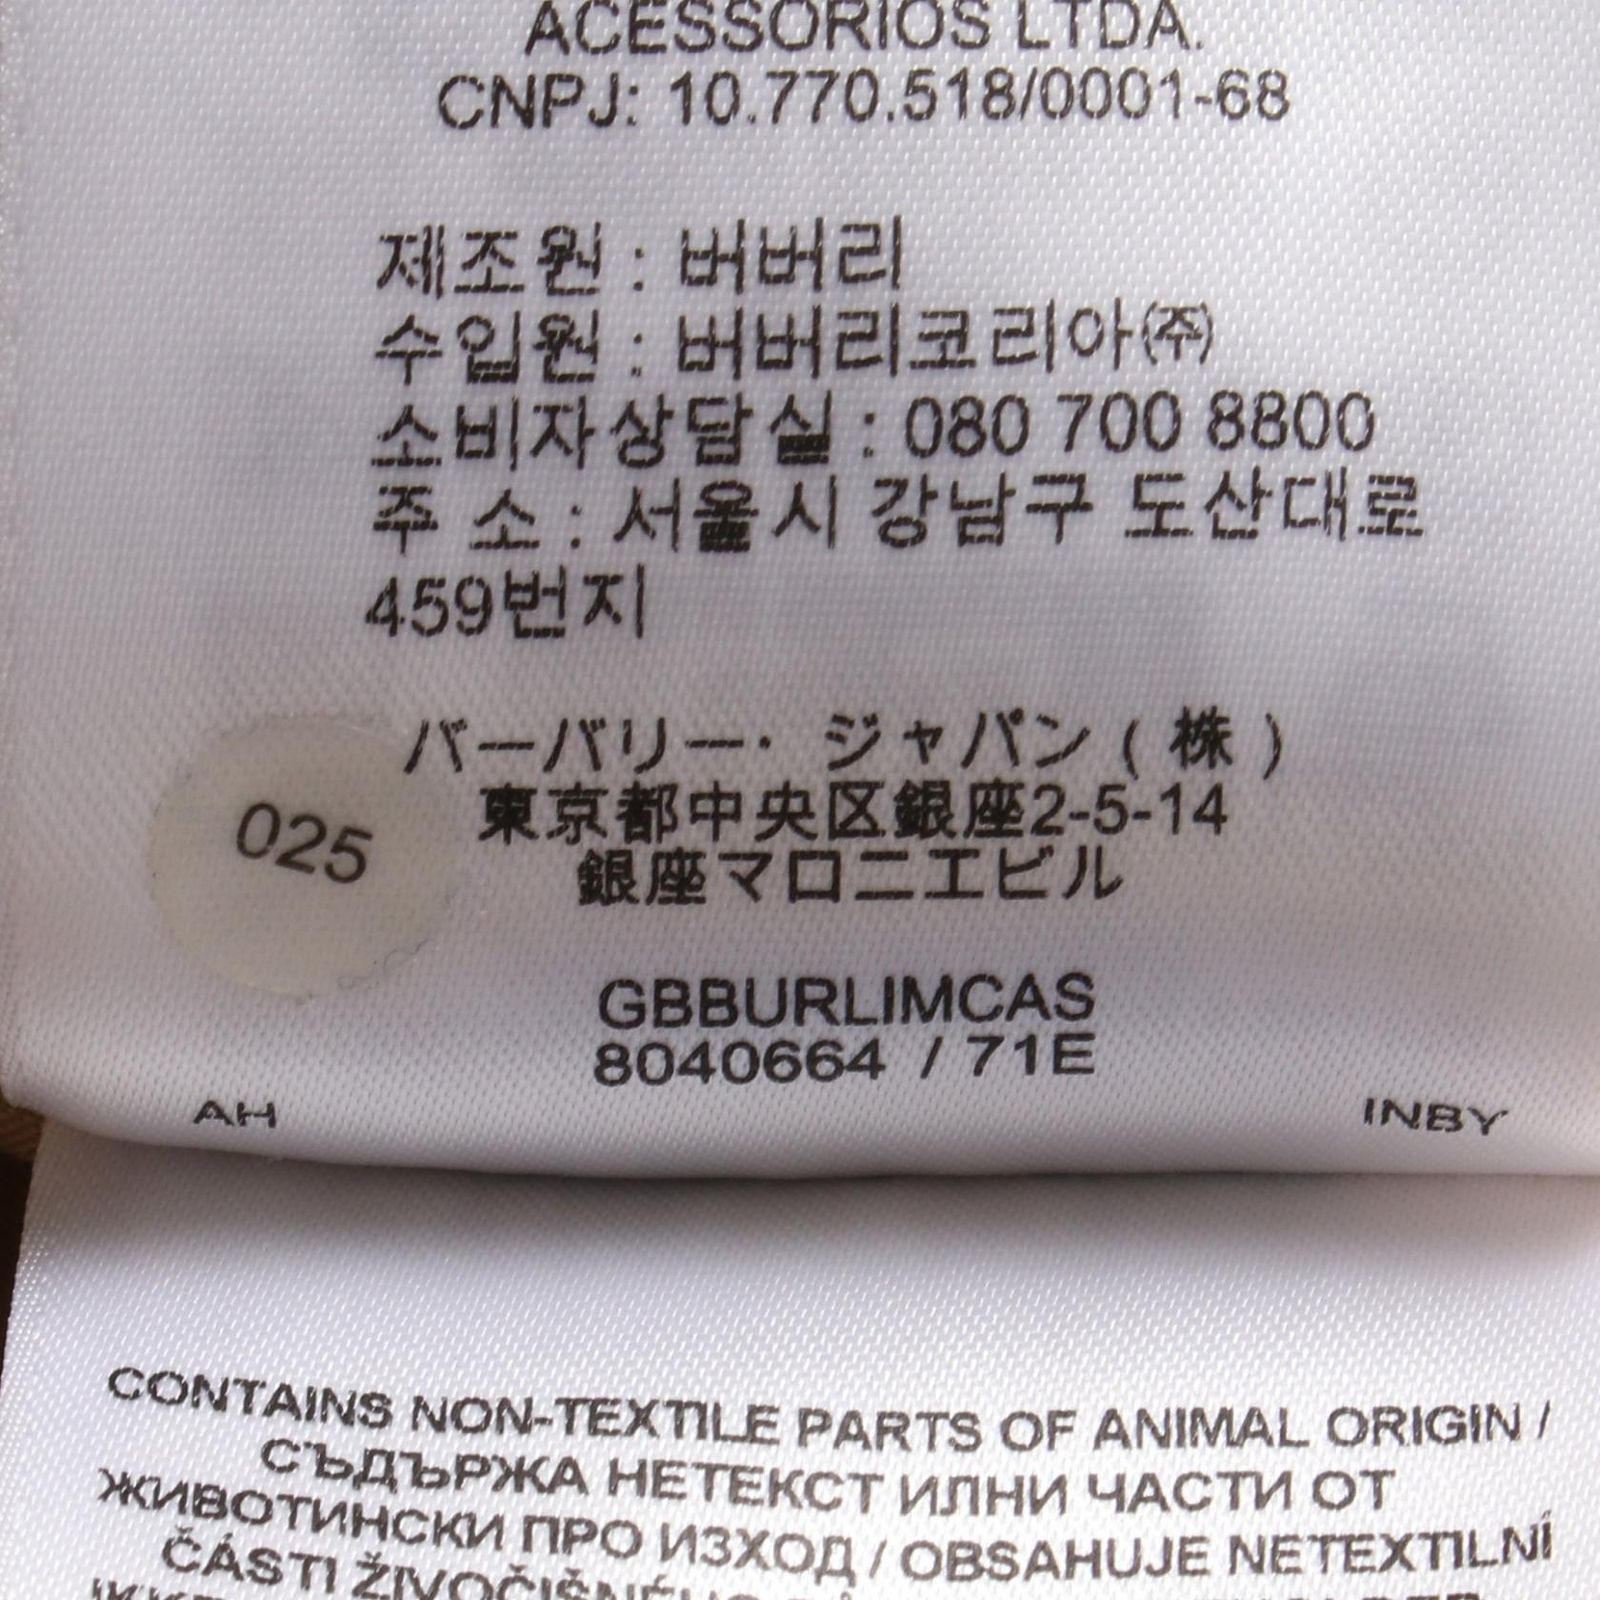 ACESSORIOS LTDA.
CNPJ: 10.770.518/0001-68
제조원 : 버버리
수입원 : 버버리코리아㈜
소비자상담실 : 080 700 8800
주 소 : 서울시 강남구 도산대로
459번지
バーバリー・ジャパン ( 株 )
東京都中央区銀座2-5-14
銀座マロニエビル
025
GBBURLIMCAS
8040664 / 71E
AH
INBY
CONTAINS NON-TEXTILE PARTS OF ANIMAL ORIGIN /
СЪДЪРЖА НЕТЕКСТ ИЛНИ ЧАСТИ ОТ
ЖИВОТИНСКИ ПРО ИЗХОД / OBSAHUJE NETEXTILNÍ
ČÁSTI